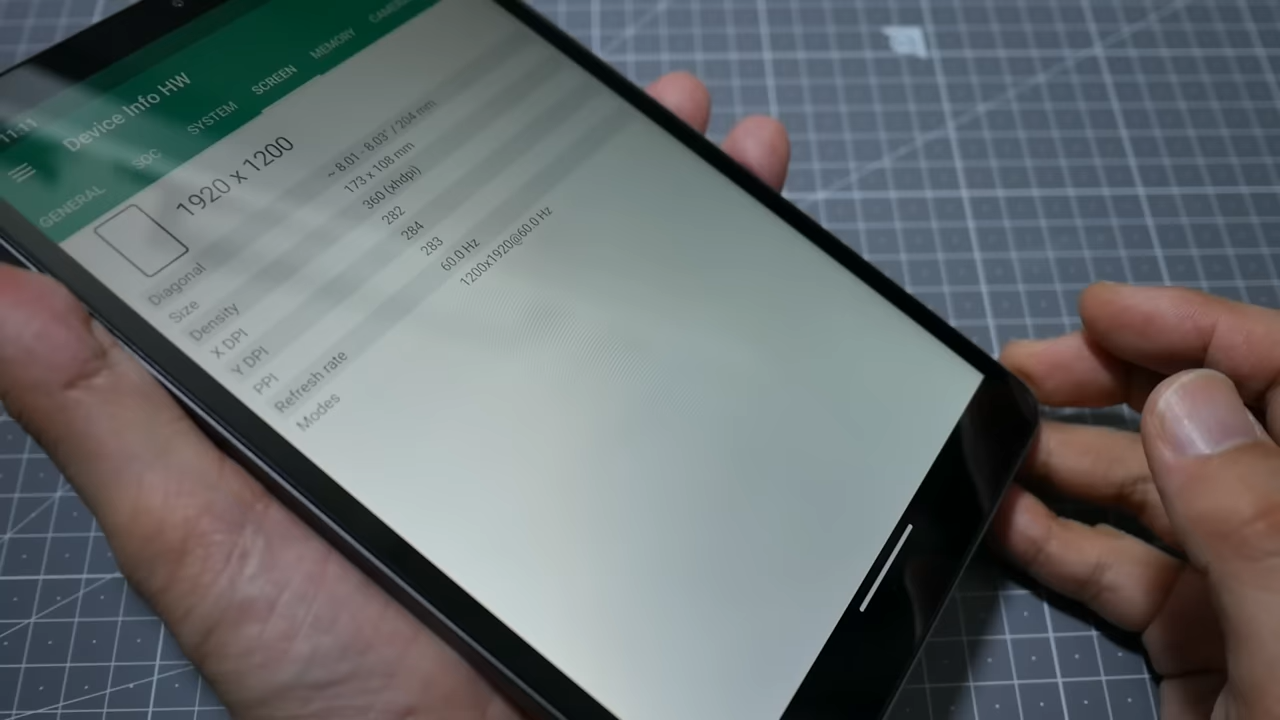 11:11
Device Info HW
GENERAL SOC SYSTEM SCREEN MEMORY
1920 x 1200
Diagonal ~ 8.01 - 8.03" / 204 mm
Size 173 x 108 mm
Density 360 (xhdpi)
X DPI 282
Y DPI 284
PPI 283
Refresh rate 60.0 Hz
Modes 1200x1920@60.0 Hz